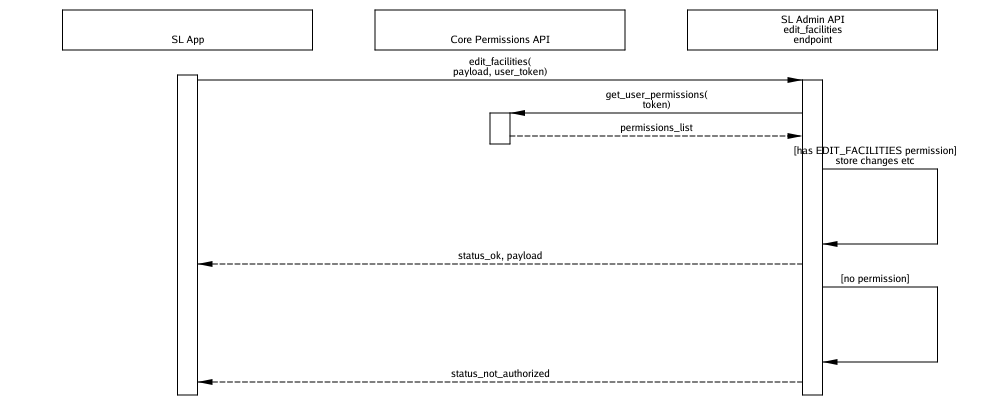 SL App
Core Permissions API
SL Admin API
edit_facilities
endpoint
edit_facilities(
payload, user_token)
get_user_permissions(
token)
permissions_list
[has EDIT_FACILITIES permission]
store changes etc
status_ok, payload
[no permission]
status_not_authorized